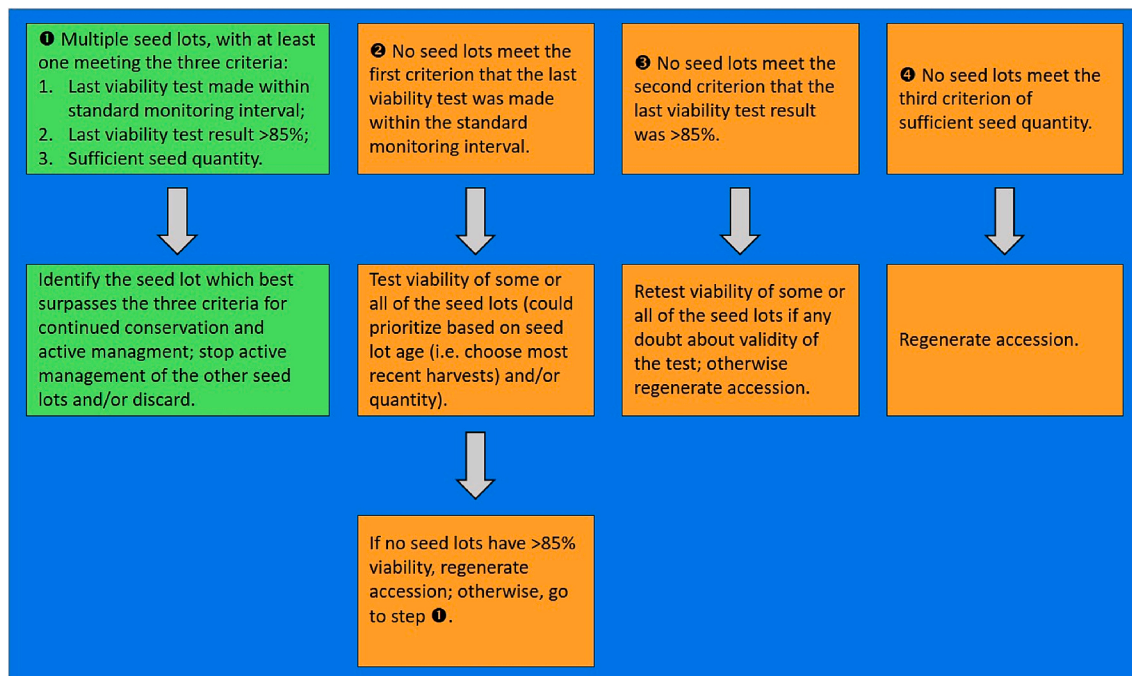 ❶ Multiple seed lots, with at least
one meeting the three criteria:
1. Last viability test made within
standard monitoring interval;
2. Last viability test result >85%;
3. Sufficient seed quantity.
❷ No seed lots meet the
first criterion that the last
viability test was made
within the standard
monitoring interval.
❸ No seed lots meet the
second criterion that the
last viability test result
was >85%.
❹ No seed lots meet the
third criterion of
sufficient seed quantity.
Identify the seed lot which best
surpasses the three criteria for
continued conservation and
active managment; stop active
management of the other seed
lots and/or discard.
Test viability of some or
all of the seed lots (could
prioritize based on seed
lot age (i.e. choose most
recent harvests) and/or
quantity).
Retest viability of some or
all of the seed lots if any
doubt about validity of
the test; otherwise
regenerate accession.
Regenerate accession.
If no seed lots have >85%
viability, regenerate
accession; otherwise, go
to step ❶.